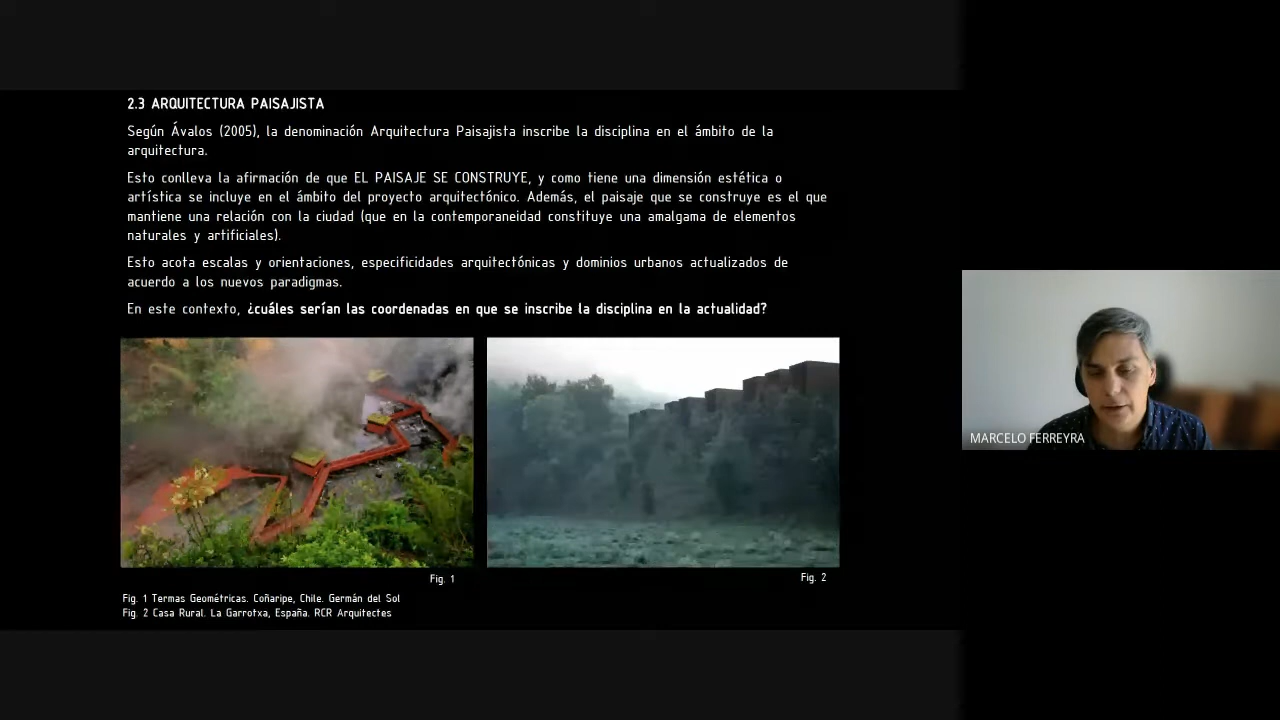 2.3 ARQUITECTURA PAISAJISTA
Según Ávalos (2005), la denominación Arquitectura Paisajista inscribe la disciplina en el ámbito de la
arquitectura.
Esto conlleva la afirmación de que EL PAISAJE SE CONSTRUYE, y como tiene una dimensión estética o
artística se incluye en el ámbito del proyecto arquitectónico. Además, el paisaje que se construye es el que
mantiene una relación con la ciudad (que en la contemporaneidad constituye una amalgama de elementos
naturales y artificiales).
Esto acota escalas y orientaciones, especificidades arquitectónicas y dominios urbanos actualizados de
acuerdo a los nuevos paradigmas.
En este contexto, ¿cuáles serían las coordenadas en que se inscribe la disciplina en la actualidad?
Fig. 1
Fig. 2
Fig. 1 Termas Geométricas. Coñaripe, Chile. Germán del Sol
Fig. 2 Casa Rural. La Garrotxa, España. RCR Arquitectes
MARCELO FERREYRA